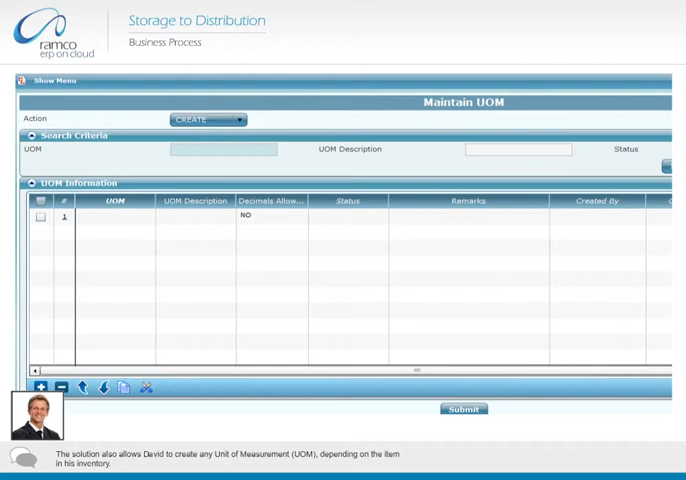 ramco
erp on cloud
Storage to Distribution
Business Process
Show Menu
Maintain UOM
Action CREATE
Search Criteria
UOM UOM Description Status
UOM Information
# UOM UOM Description Decimals Allow... Status Remarks Created By
1 NO
Submit
The solution also allows David to create any Unit of Measurement (UOM), depending on the item
in his inventory.